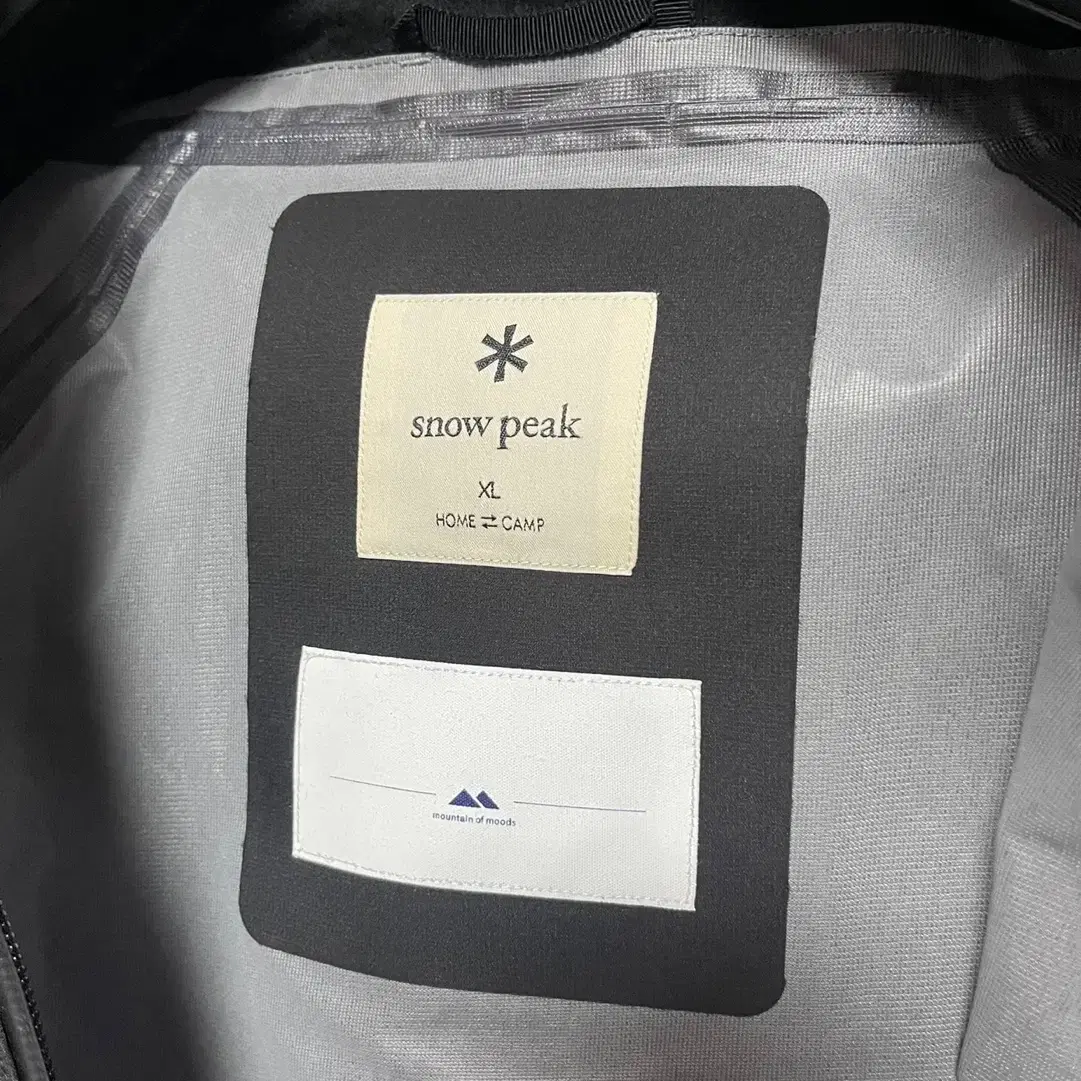 snow peak
XL
HOME ⇄ CAMP
mountain of moods